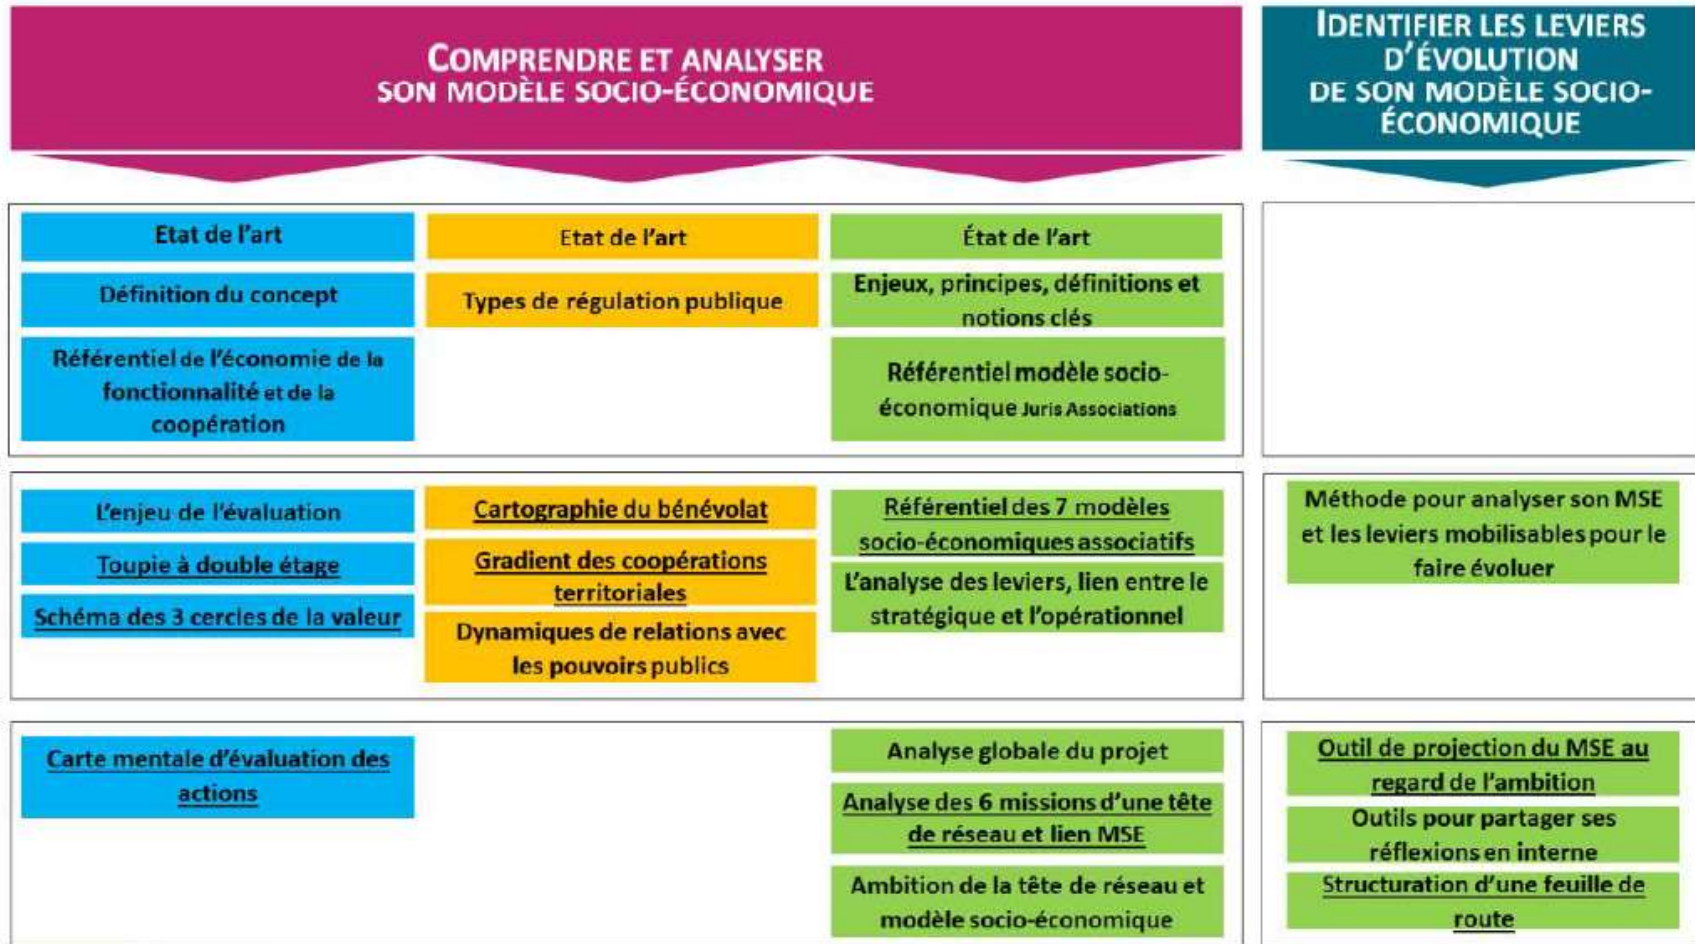 COMPRENDRE ET ANALYSER
SON MODÈLE SOCIO-ÉCONOMIQUE
IDENTIFIER LES LEVIERS
D'ÉVOLUTION
DE SON MODÈLE SOCIO-
ÉCONOMIQUE
Etat de l'art
Définition du concept
Référentiel de l'économie de la
fonctionnalité et de la
coopération
Etat de l'art
Types de régulation publique
État de l'art
Enjeux, principes, définitions et
notions clés
Référentiel modèle socio-
économique Juris Associations
L'enjeu de l'évaluation
Toupie à double étage
Schéma des 3 cercles de la valeur
Cartographie du bénévolat
Gradient des coopérations
territoriales
Dynamiques de relations avec
les pouvoirs publics
Référentiel des 7 modèles
socio-économiques associatifs
L'analyse des leviers, lien entre le
stratégique et l'opérationnel
Méthode pour analyser son MSE
et les leviers mobilisables pour le
faire évoluer
Carte mentale d'évaluation des
actions
Analyse globale du projet
Analyse des 6 missions d'une tête
de réseau et lien MSE
Ambition de la tête de réseau et
modèle socio-économique
Outil de projection du MSE au
regard de l'ambition
Outils pour partager ses
réflexions en interne
Structuration d'une feuille de
route